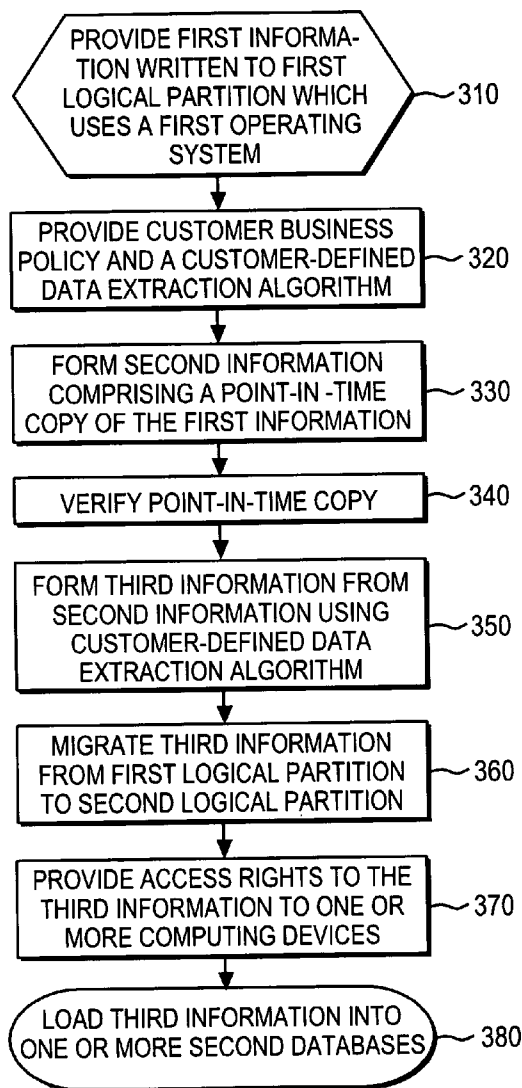 PROVIDE FIRST INFORMA-
TION WRITTEN TO FIRST
LOGICAL PARTITION WHICH
USES A FIRST OPERATING
SYSTEM
310
PROVIDE CUSTOMER BUSINESS
POLICY AND A CUSTOMER-DEFINED
DATA EXTRACTION ALGORITHM
320
FORM SECOND INFORMATION
COMPRISING A POINT-IN -TIME
COPY OF THE FIRST INFORMATION
330
VERIFY POINT-IN-TIME COPY
340
FORM THIRD INFORMATION FROM
SECOND INFORMATION USING
CUSTOMER-DEFINED DATA
EXTRACTION ALGORITHM
350
MIGRATE THIRD INFORMATION
FROM FIRST LOGICAL PARTITION
TO SECOND LOGICAL PARTITION
360
PROVIDE ACCESS RIGHTS TO THE
THIRD INFORMATION TO ONE OR
MORE COMPUTING DEVICES
370
LOAD THIRD INFORMATION INTO
ONE OR MORE SECOND DATABASES
380